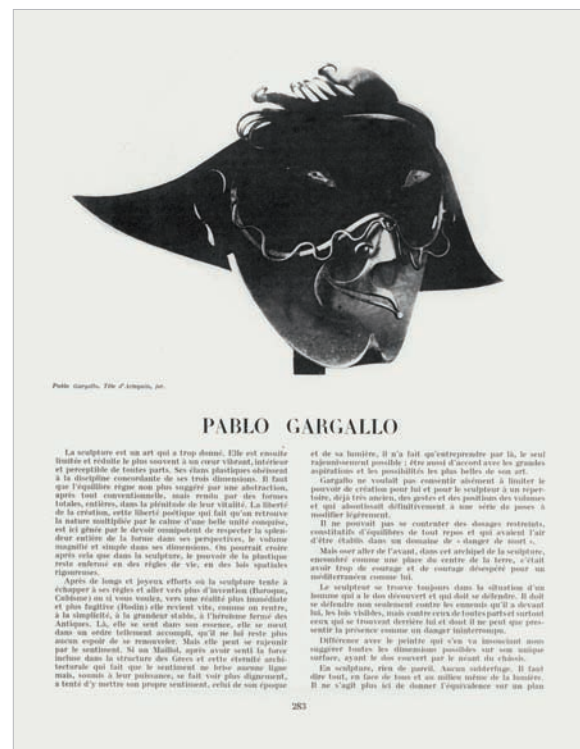 Pablo Gargallo, Tête d'Arlequin, fer.
PABLO GARGALLO
La sculpture est un art qui a trop donné. Elle est ensuite
limitée et réduite le plus souvent à un cœur vibrant, intérieur
et perceptible de toutes parts. Ses élans plastiques obéissent
à la discipline concordante de ses trois dimensions. Il faut
que l'équilibre règne non plus suggéré par une abstraction,
après tout conventionnelle, mais rendu par des formes
totales, entières, dans la plénitude de leur vitalité. La liberté
de la création, cette liberté poétique qui fait qu'on retrouve
la nature multipliée par le calme d'une belle unité conquise,
est ici gênée par le devoir omnipotent de respecter la splen-
deur entière de la forme dans ses perspectives, le volume
magnifié et simple dans ses dimensions. On pourrait croire
après cela que dans la sculpture, le pouvoir de la plastique
reste enfermé en des règles de vie, en des lois spatiales
rigoureuses.
Après de longs et joyeux efforts où la sculpture tente à
échapper à ses règles et aller vers plus d'invention (Baroque,
Cubisme) ou si vous voulez, vers une réalité plus immédiate
et plus fugitive (Rodin) elle revient vite, comme on rentre,
à la simplicité, à la grandeur stable, à l'héroïsme fermé des
Antiques. Là, elle se sent dans son essence, elle se meut
dans un ordre tellement accompli, qu'il ne lui reste plus
aucun espoir de se renouveler. Mais elle peut se rajeunir
par le sentiment. Si un Maillol, après avoir senti la force
incluse dans la structure des Grecs et cette éternité archi-
tecturale qui fait que le sentiment ne brise aucune ligne
mais, soumis à leur puissance, se fait voir plus dignement,
a tenté d'y mettre son propre sentiment, celui de son époque
et de sa lumière, il n'a fait qu'entreprendre par là, le seul
rajeunissement possible : être aussi d'accord avec les grandes
aspirations et les possibilités les plus belles de son art.
Gargallo ne voulait pas consentir aisément à limiter le
pouvoir de création pour lui et pour le sculpteur à un réper-
toire, déjà très ancien, des gestes et des positions des volumes
et qui aboutissait définitivement à une série de poses à
modifier légèrement.
Il ne pouvait pas se contenter des dosages restreints,
constitutifs d'équilibres de tout repos et qui avaient l'air
d'être établis dans un domaine de « danger de mort ».
Mais oser aller de l'avant, dans cet archipel de la sculpture,
encombré comme une place du centre de la terre, c'était
avoir trop de courage et de courage désespéré pour un
méditerranéen comme lui.
Le sculpteur se trouve toujours dans la situation d'un
homme qui a le dos découvert et qui doit se défendre. Il doit
se défendre non seulement contre les ennemis qu'il a devant
lui, les lois visibles, mais contre ceux de toutes parts et surtout
ceux qui se trouvent derrière lui et dont il ne peut que pres-
sentir la présence comme un danger ininterrompu.
Différencer avec le peintre qui s'en va insouciant nous
suggérer toutes les dimensions possibles sur son unique
surface, ayant le dos couvert par le néant du châssis.
En sculpture, rien de pareil. Aucun subterfuge. Il faut
dire tout, en face de tous et au milieu même de la lumière.
Il ne s'agit plus ici de donner l'équivalence sur un plan
283